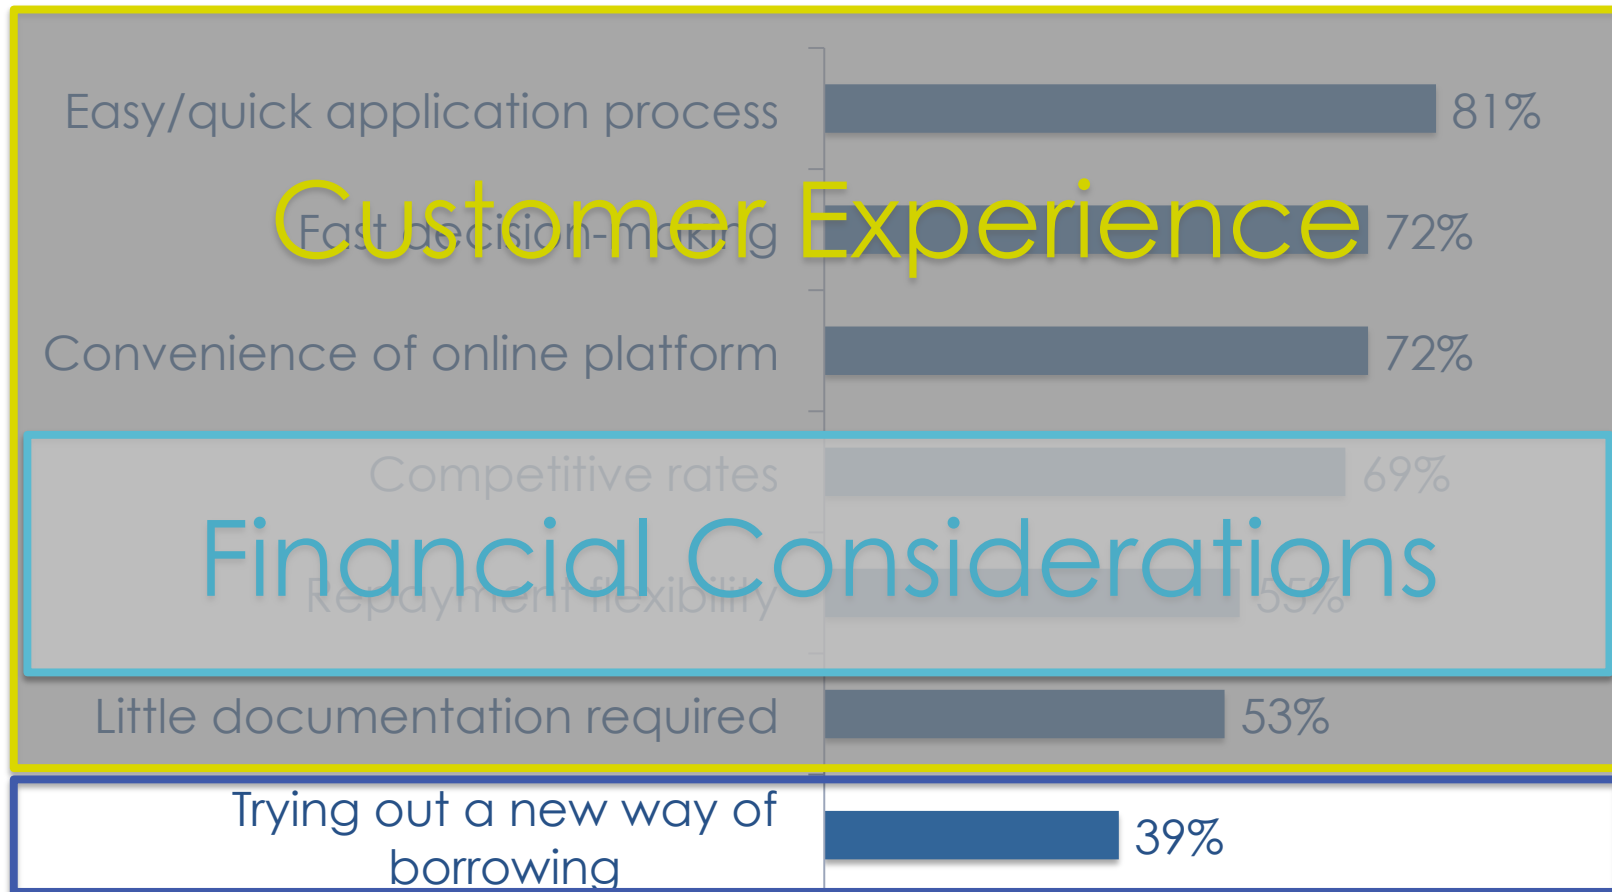 Easy/quick application process 81%
Customer Experience
Fast decision-making 72%
Convenience of online platform 72%
Competitive rates 69%
Financial Considerations
Repayment flexibility 55%
Little documentation required 53%
Trying out a new way of
borrowing 39%